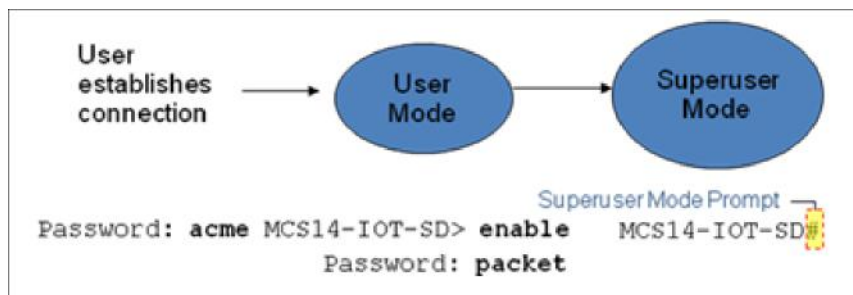 User
establishes
connection
User
Mode
Superuser
Mode
Superuser Mode Prompt
Password: acme MCS14-IOT-SD> enable MCS14-IOT-SD#
Password: packet